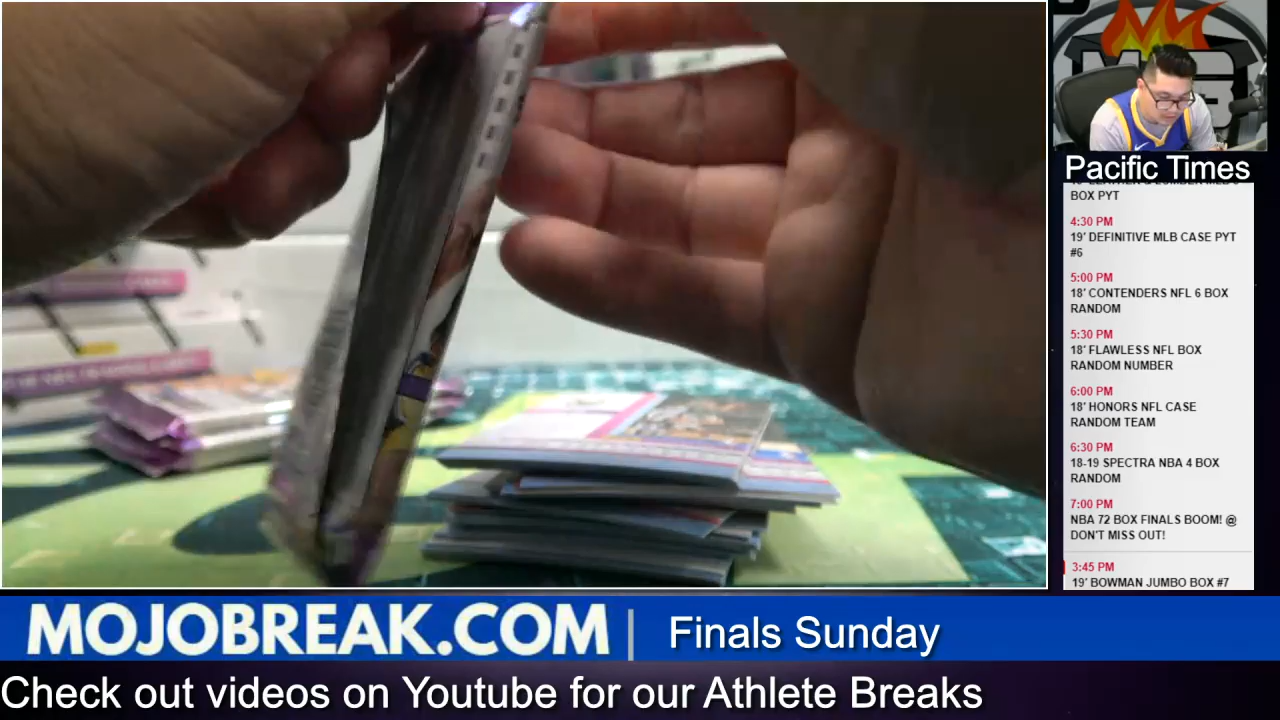 Pacific Times
BOX PYT
4:30 PM
19' DEFINITIVE MLB CASE PYT
#6
5:00 PM
18' CONTENDERS NFL 6 BOX
RANDOM
5:30 PM
18' FLAWLESS NFL BOX
RANDOM NUMBER
6:00 PM
18' HONORS NFL CASE
RANDOM TEAM
6:30 PM
18-19 SPECTRA NBA 4 BOX
RANDOM
7:00 PM
NBA 72 BOX FINALS BOOM! @
DON'T MISS OUT!
3:45 PM
19' BOWMAN JUMBO BOX #7
MOJOBREAK.COM | Finals Sunday
Check out videos on Youtube for our Athlete Breaks